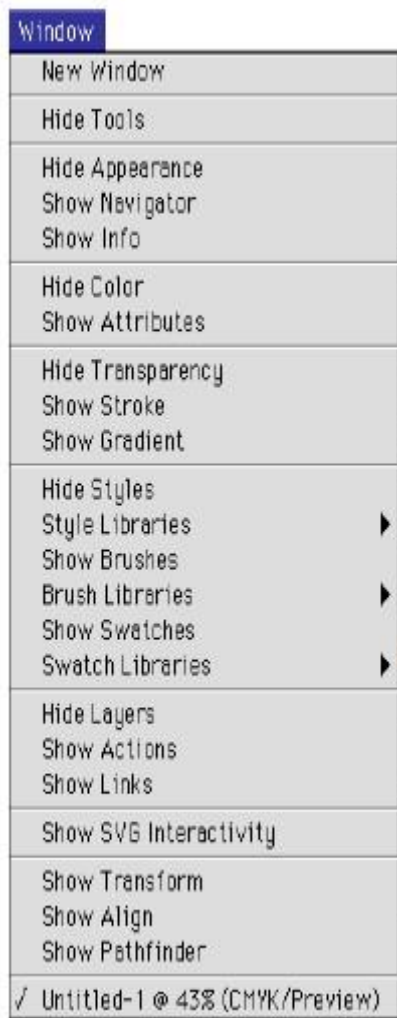 Window
New Window
Hide Tools
Hide Appearance
Show Navigator
Show Info
Hide Color
Show Attributes
Hide Transparency
Show Stroke
Show Gradient
Hide Styles
Style Libraries
Show Brushes
Brush Libraries
Show Swatches
Swatch Libraries
Hide Layers
Show Actions
Show Links
Show SVG Interactivity
Show Transform
Show Align
Show Pathfinder
√ Untitled-1 @ 43% (CMYK/Preview)